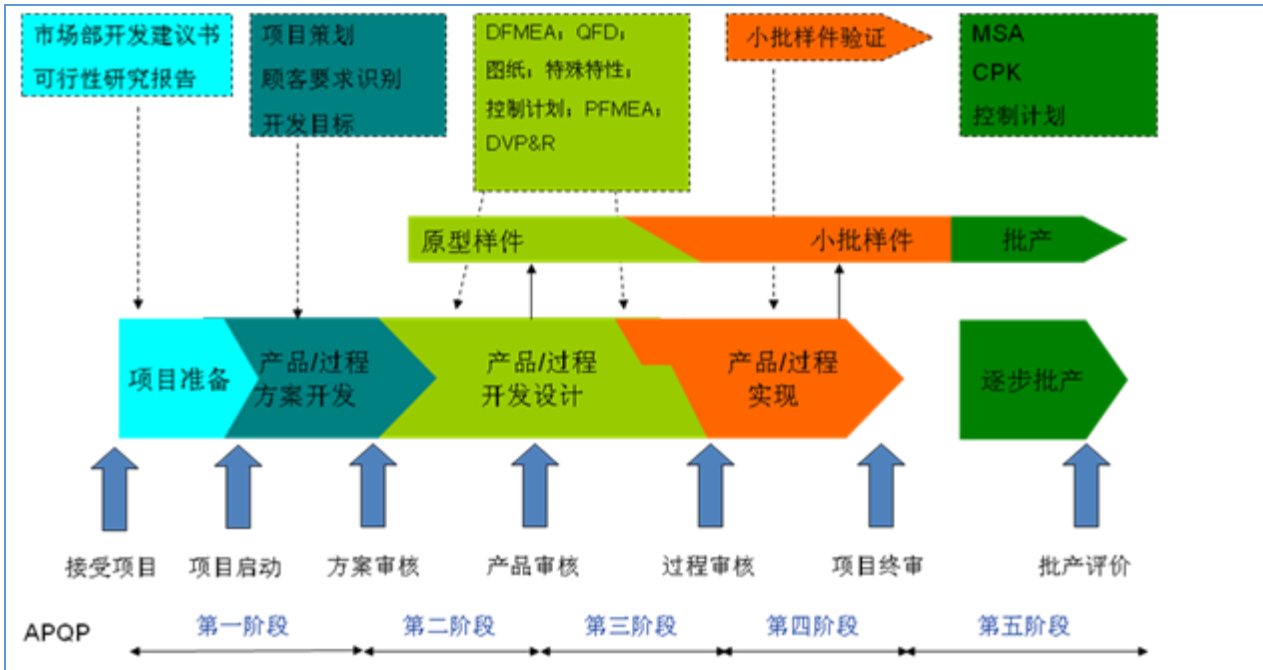 市场部开发建议书
可行性研究报告
项目策划
顾客要求识别
开发目标
DFMEA；QFD；
图纸；特殊特性；
控制计划；PFMEA；
DVP&R
小批样件验证
MSA
CPK
控制计划
原型样件
小批样件
批产
项目准备
产品/过程
方案开发
产品/过程
开发设计
产品/过程
实现
逐步批产
接受项目
项目启动
方案审核
产品审核
过程审核
项目终审
批产评价
APQP
第一阶段
第二阶段
第三阶段
第四阶段
第五阶段